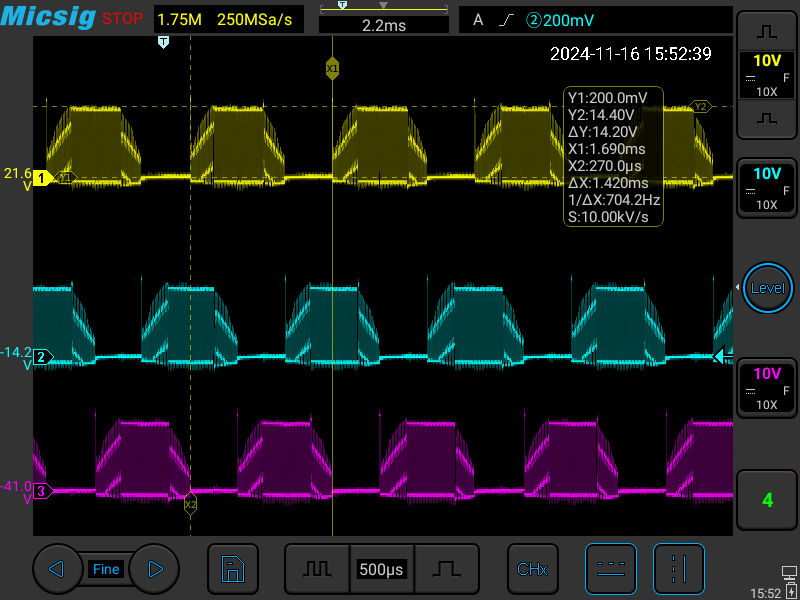 Micsig STOP 1.75M 250MSa/s T 2.2ms A ②200mV
T
2024-11-16 15:52:39
X1
10V
F
10X
Y1:200.0mV
Y2:14.40V
ΔY:14.20V
X1:1.690ms
X2:270.0µs
ΔX:1.420ms
1/ΔX:704.2Hz
S:10.00kV/s
Y2
21.6
V
1
Y1
10V
F
10X
Level
-14.2
V
2
10V
F
10X
-41.0
V
3
X2
4
Fine
500µs
CHx
15:52